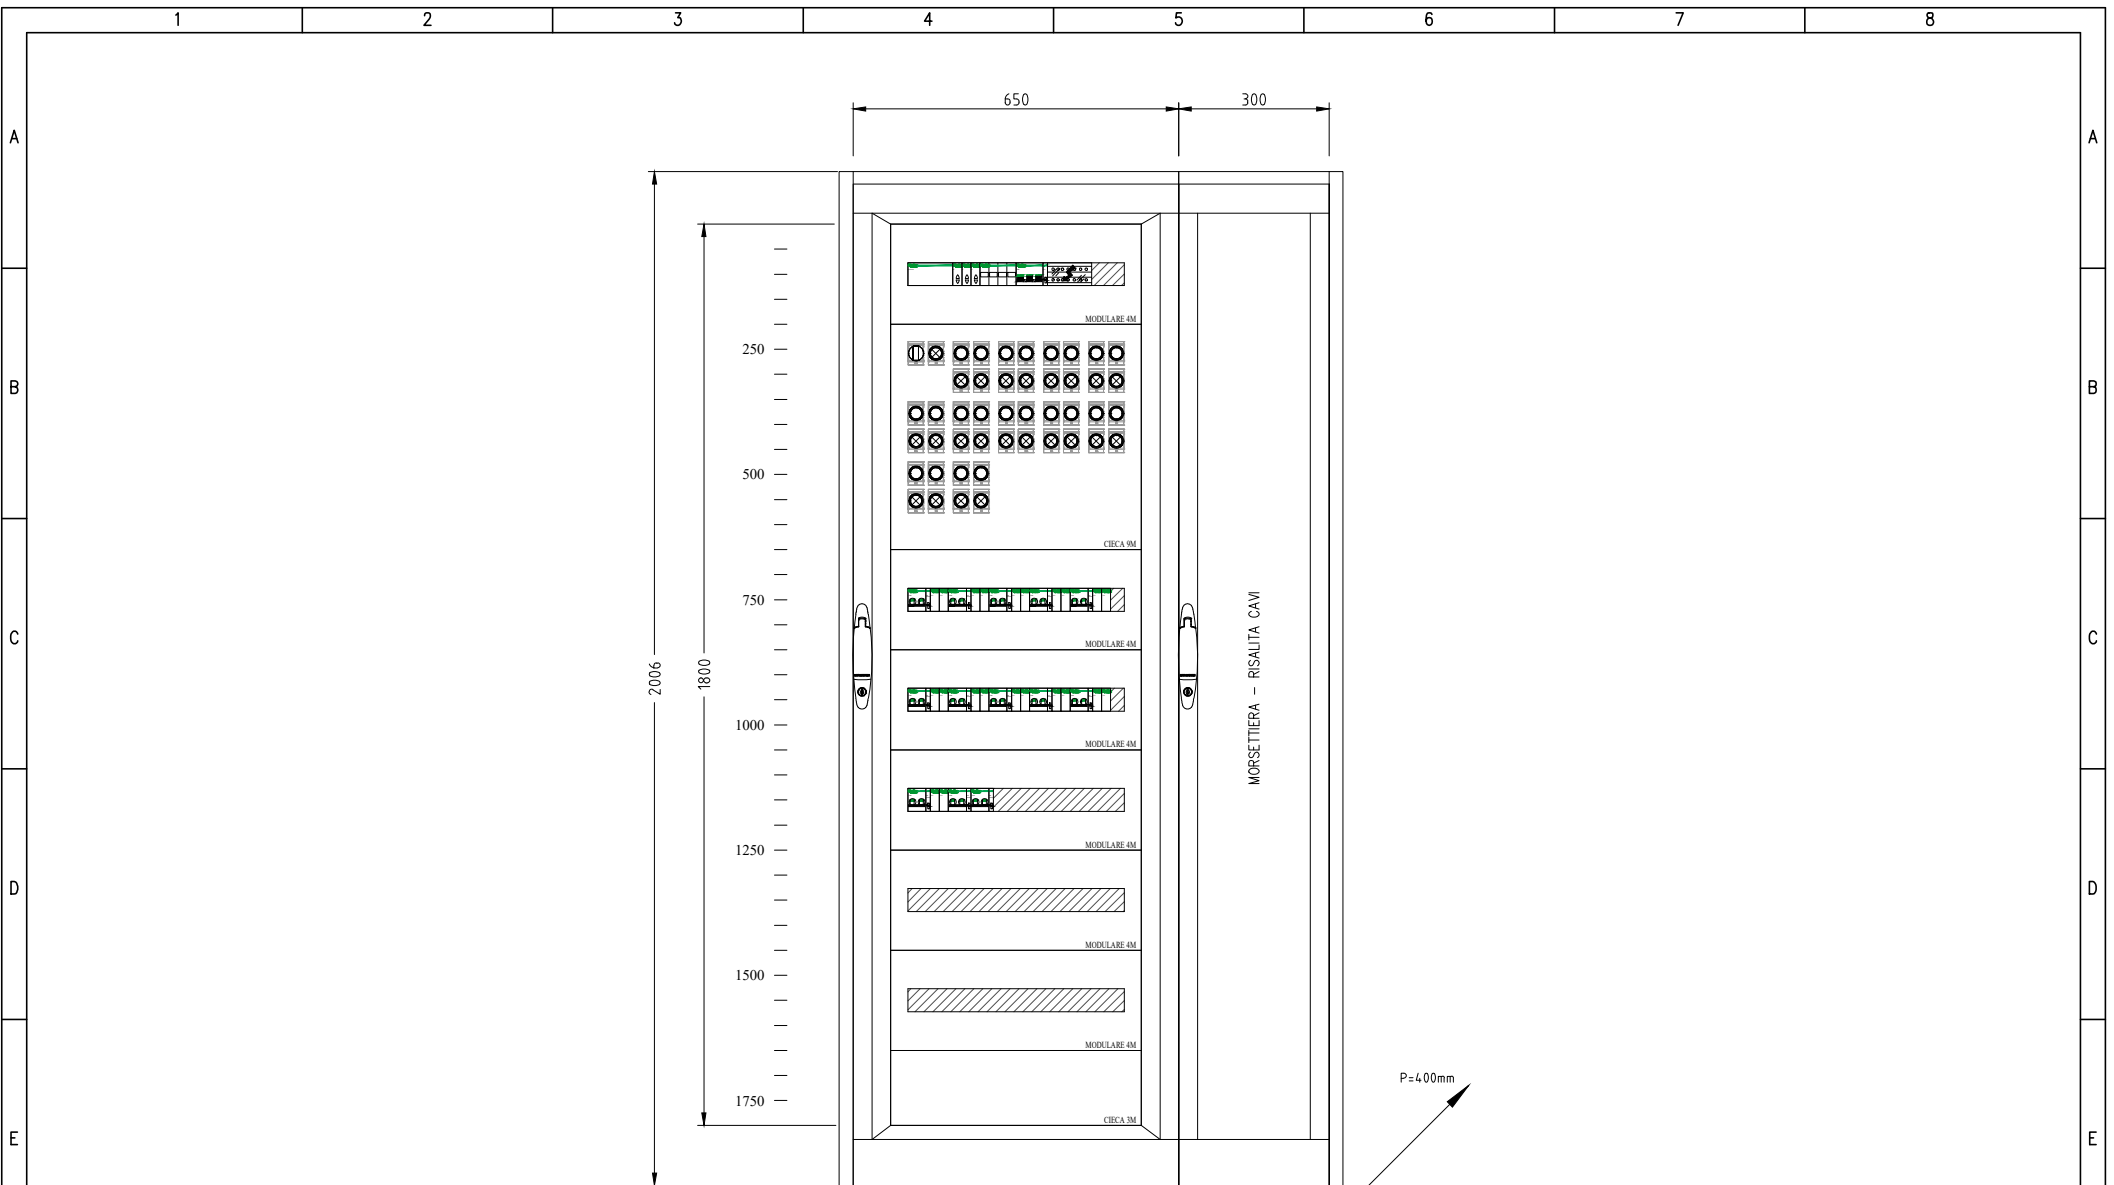 1 2 3 4 5 6 7 8
650 300
A A
MODULARE 4M
250
B B
500
CIECA 9M
750
C C
MODULARE 4M
2006
1800
MORSETTIERA - RISALITA CAVI
1000
MODULARE 4M
MODULARE 4M
1250
D D
MODULARE 4M
1500
MODULARE 4M
P=400mm
1750
CIECA 3M
E E